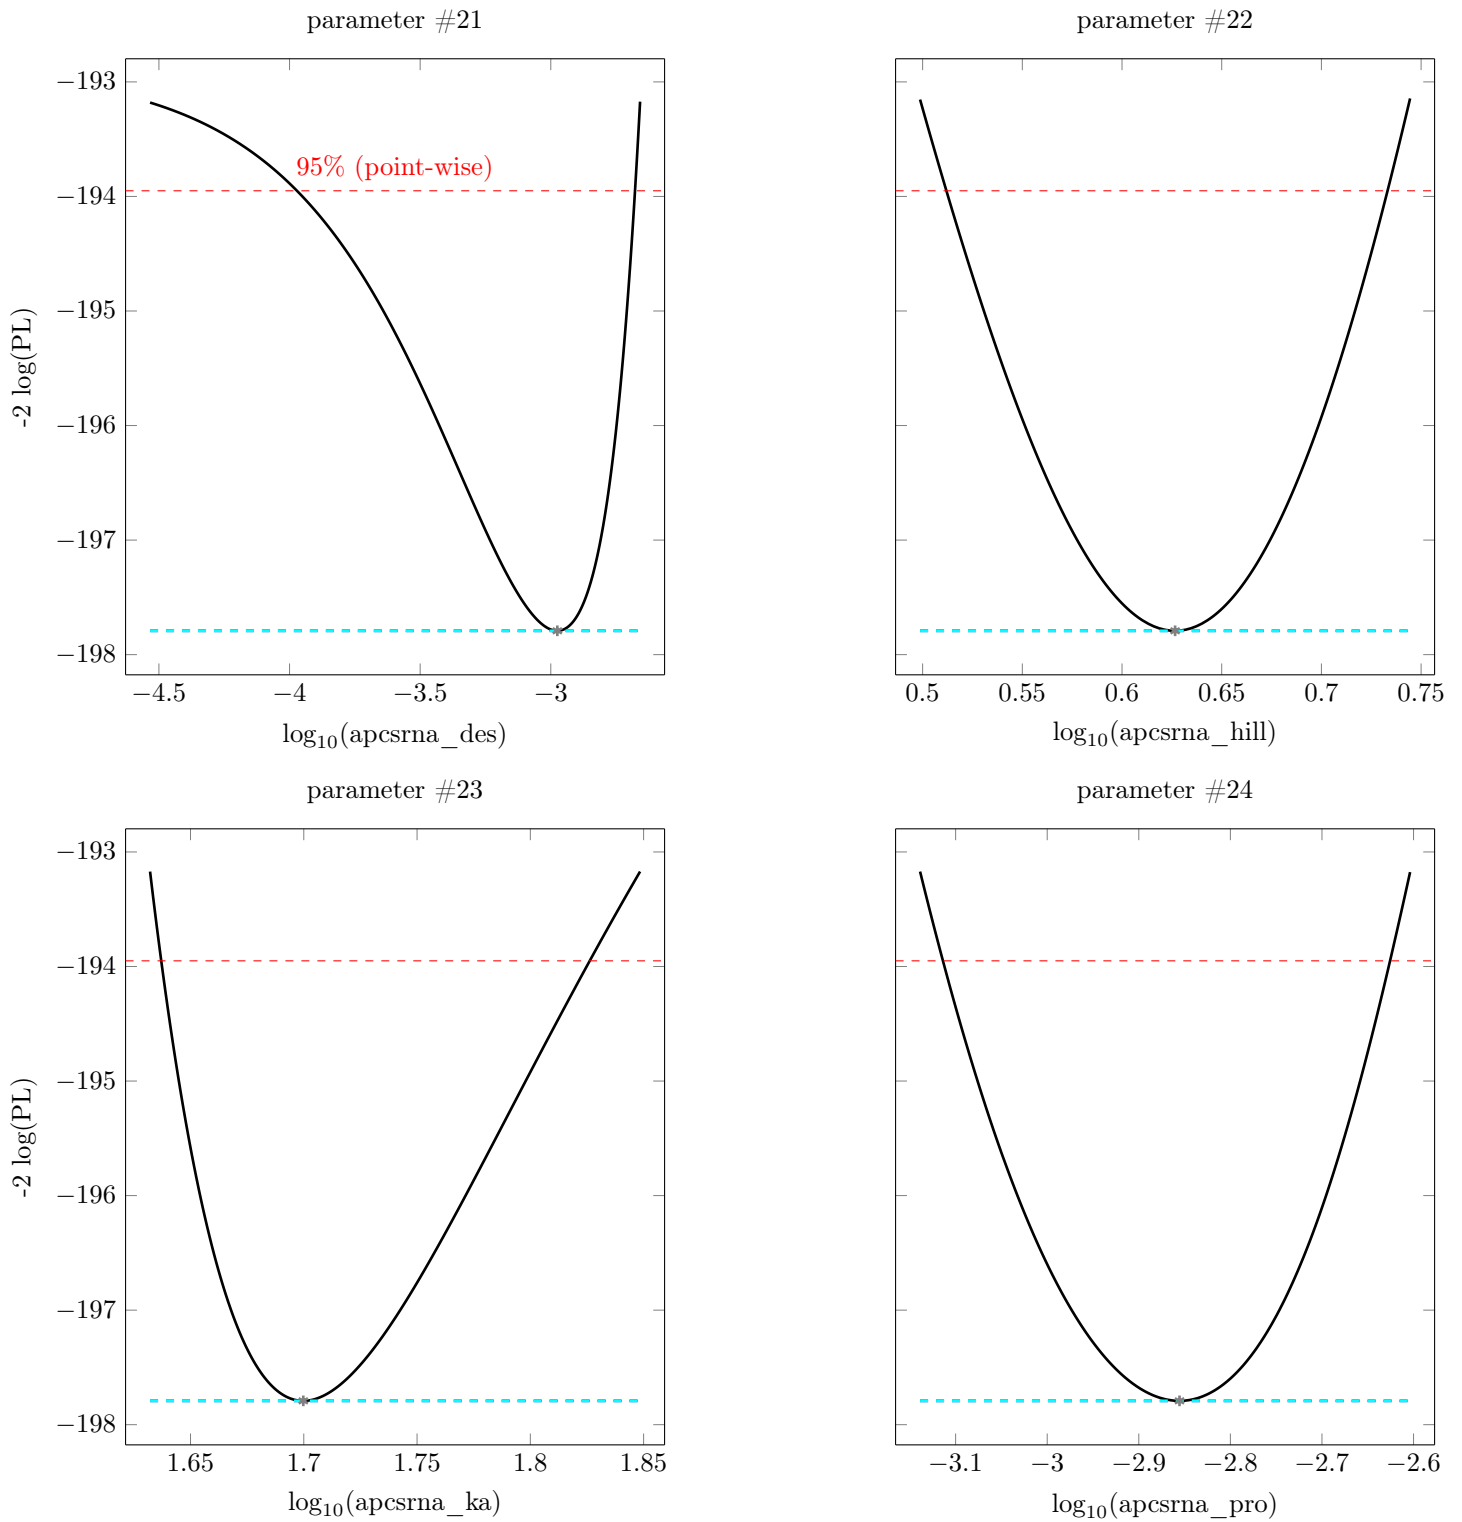 parameter #21
parameter #22
−193
−194
−195
−196
−197
−198
-2 log(PL)
95% (point-wise)
−4.5 −4 −3.5 −3
0.5 0.55 0.6 0.65 0.7 0.75
log₁₀(apcsrna_des)
log₁₀(apcsrna_hill)
parameter #23
parameter #24
−193
−194
−195
−196
−197
−198
-2 log(PL)
1.65 1.7 1.75 1.8 1.85
−3.1 −3 −2.9 −2.8 −2.7 −2.6
log₁₀(apcsrna_ka)
log₁₀(apcsrna_pro)